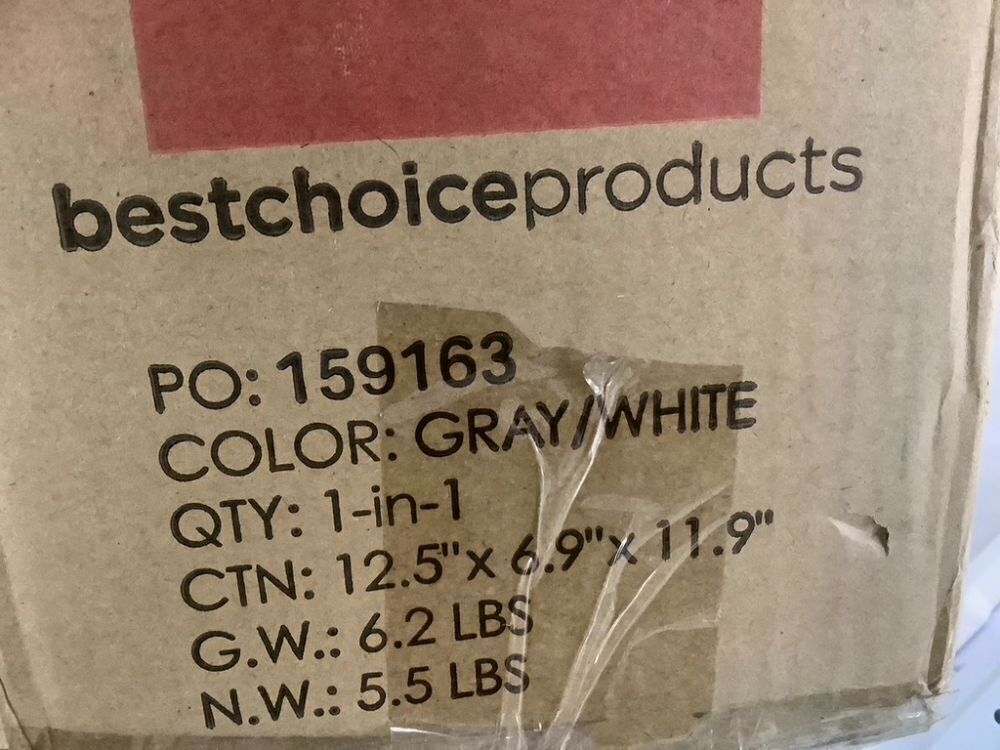 bestchoiceproducts
PO: 159163
COLOR: GRAY/WHITE
QTY: 1-in-1
CTN: 12.5"x 6.9"x 11.9"
G.W.: 6.2 LBS
N.W.: 5.5 LBS